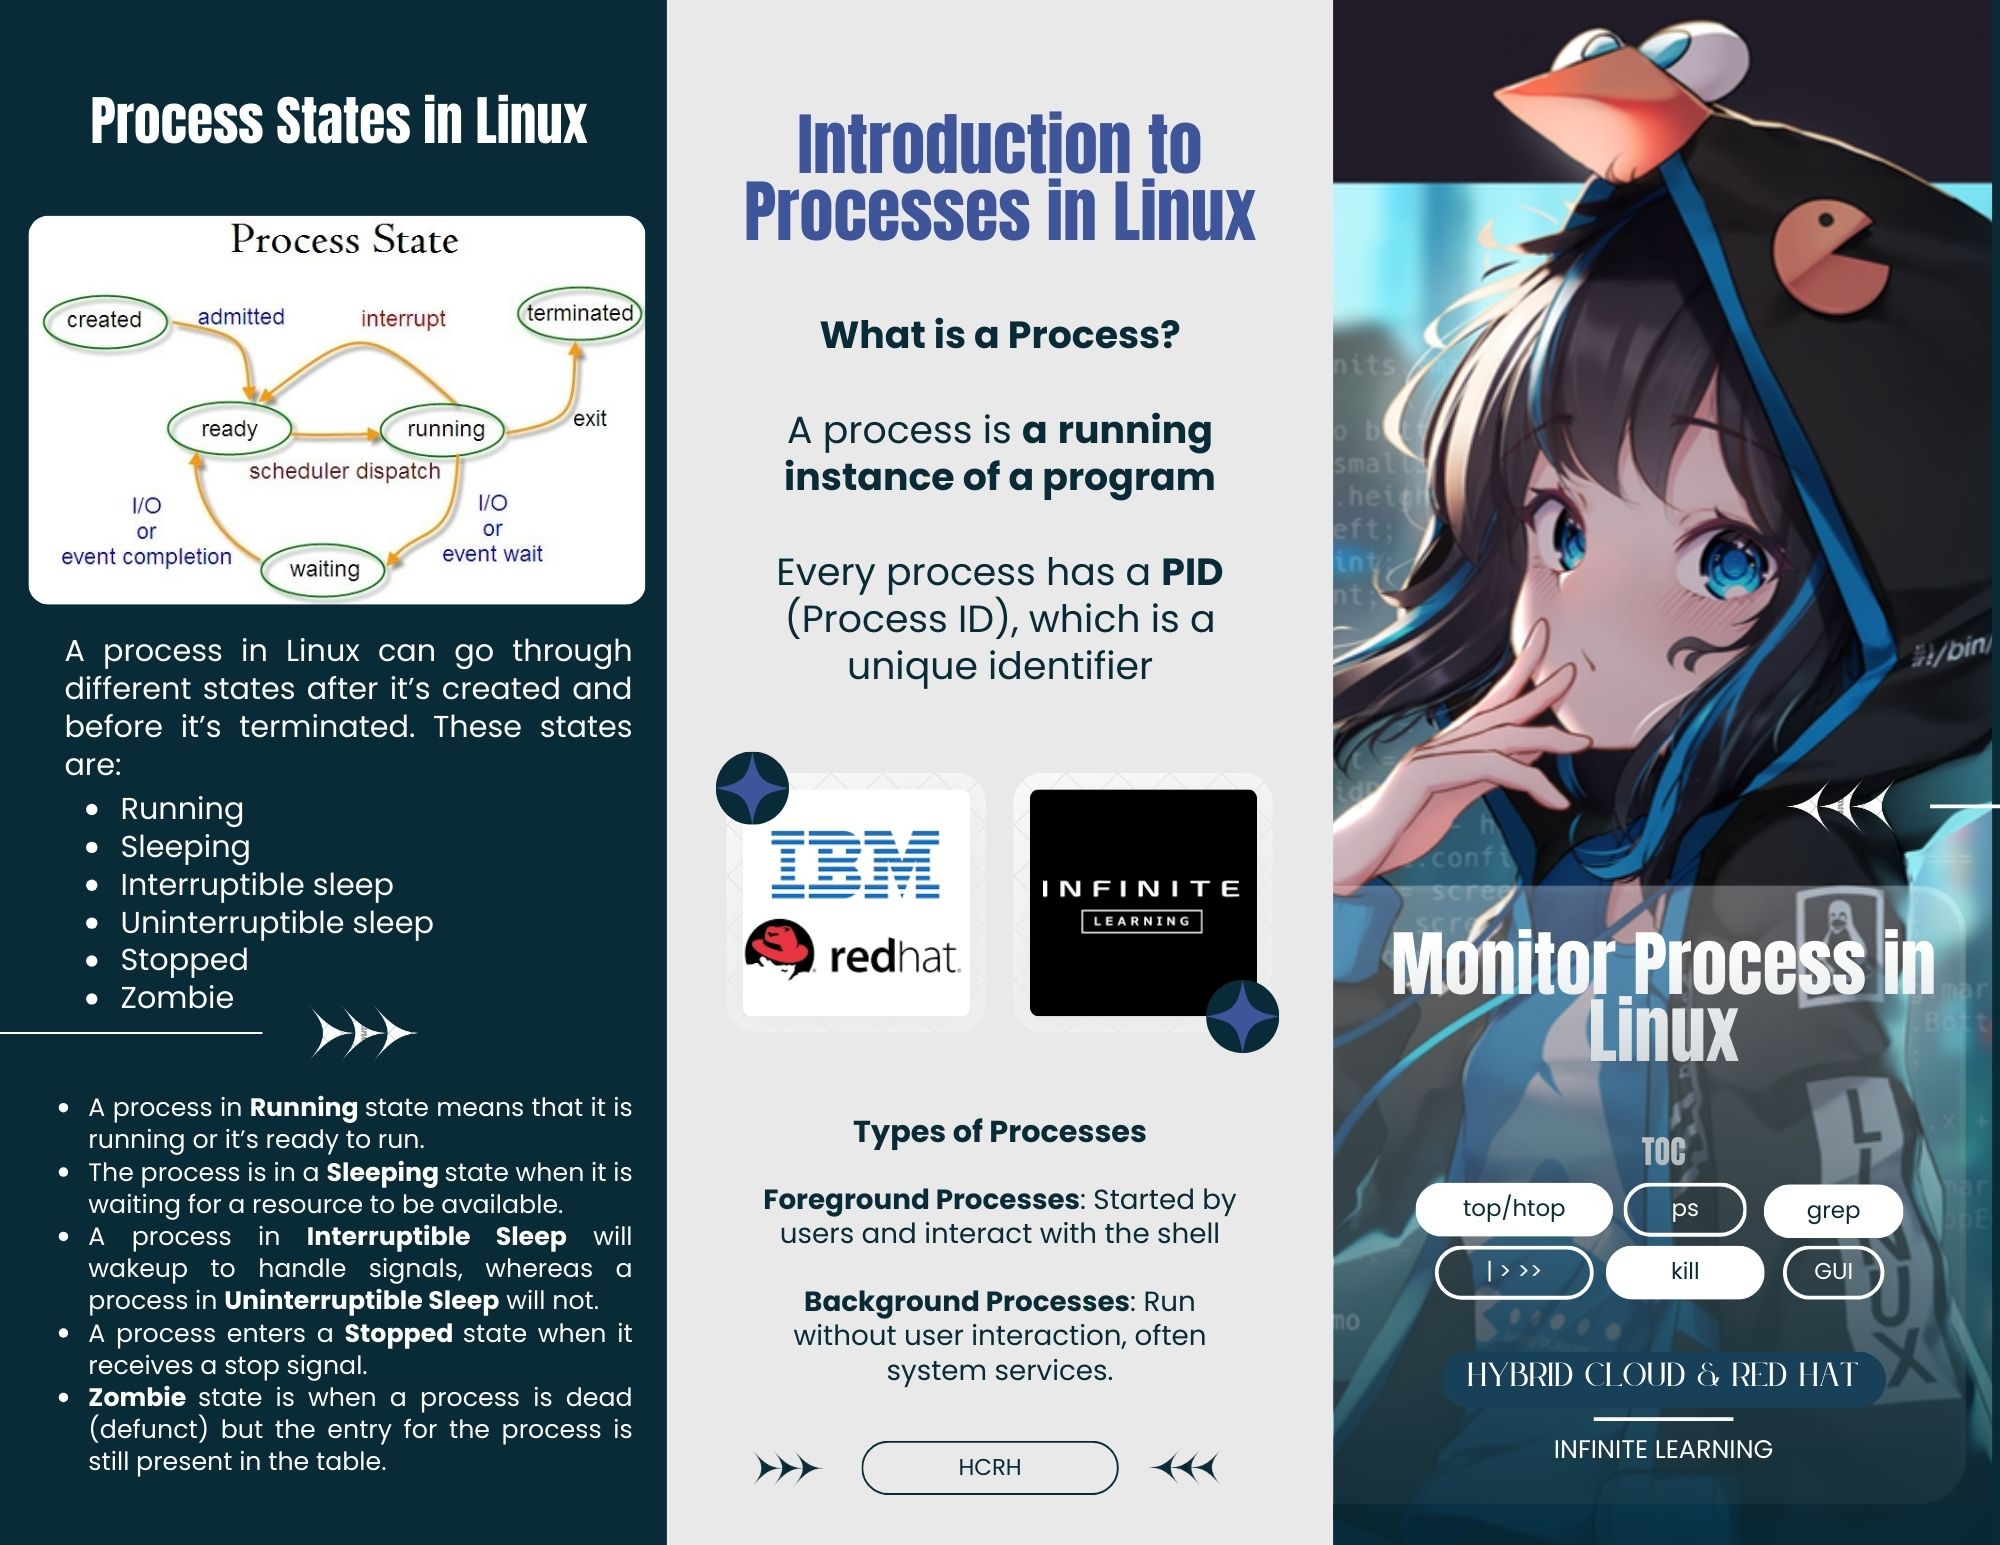 Process States in Linux
Process State
created
admitted
interrupt
terminated
ready
running
exit
scheduler dispatch
I/O
or
event completion
I/O
or
event wait
waiting
A process in Linux can go through
different states after it’s created and
before it’s terminated. These states
are:
Running
Sleeping
Interruptible sleep
Uninterruptible sleep
Stopped
Zombie
A process in Running state means that it is
running or it’s ready to run.
The process is in a Sleeping state when it is
waiting for a resource to be available.
A process in Interruptible Sleep will
wakeup to handle signals, whereas a
process in Uninterruptible Sleep will not.
A process enters a Stopped state when it
receives a stop signal.
Zombie state is when a process is dead
(defunct) but the entry for the process is
still present in the table.
Introduction to
Processes in Linux
What is a Process?
A process is a running
instance of a program
Every process has a PID
(Process ID), which is a
unique identifier
IBM
redhat.
INFINITE
LEARNING
Types of Processes
Foreground Processes: Started by
users and interact with the shell
Background Processes: Run
without user interaction, often
system services.
HCRH
#!/bin/
Monitor Process in
Linux
LINUX
TOC
top/htop
ps
grep
| > >>
kill
GUI
HYBRID CLOUD & RED HAT
INFINITE LEARNING